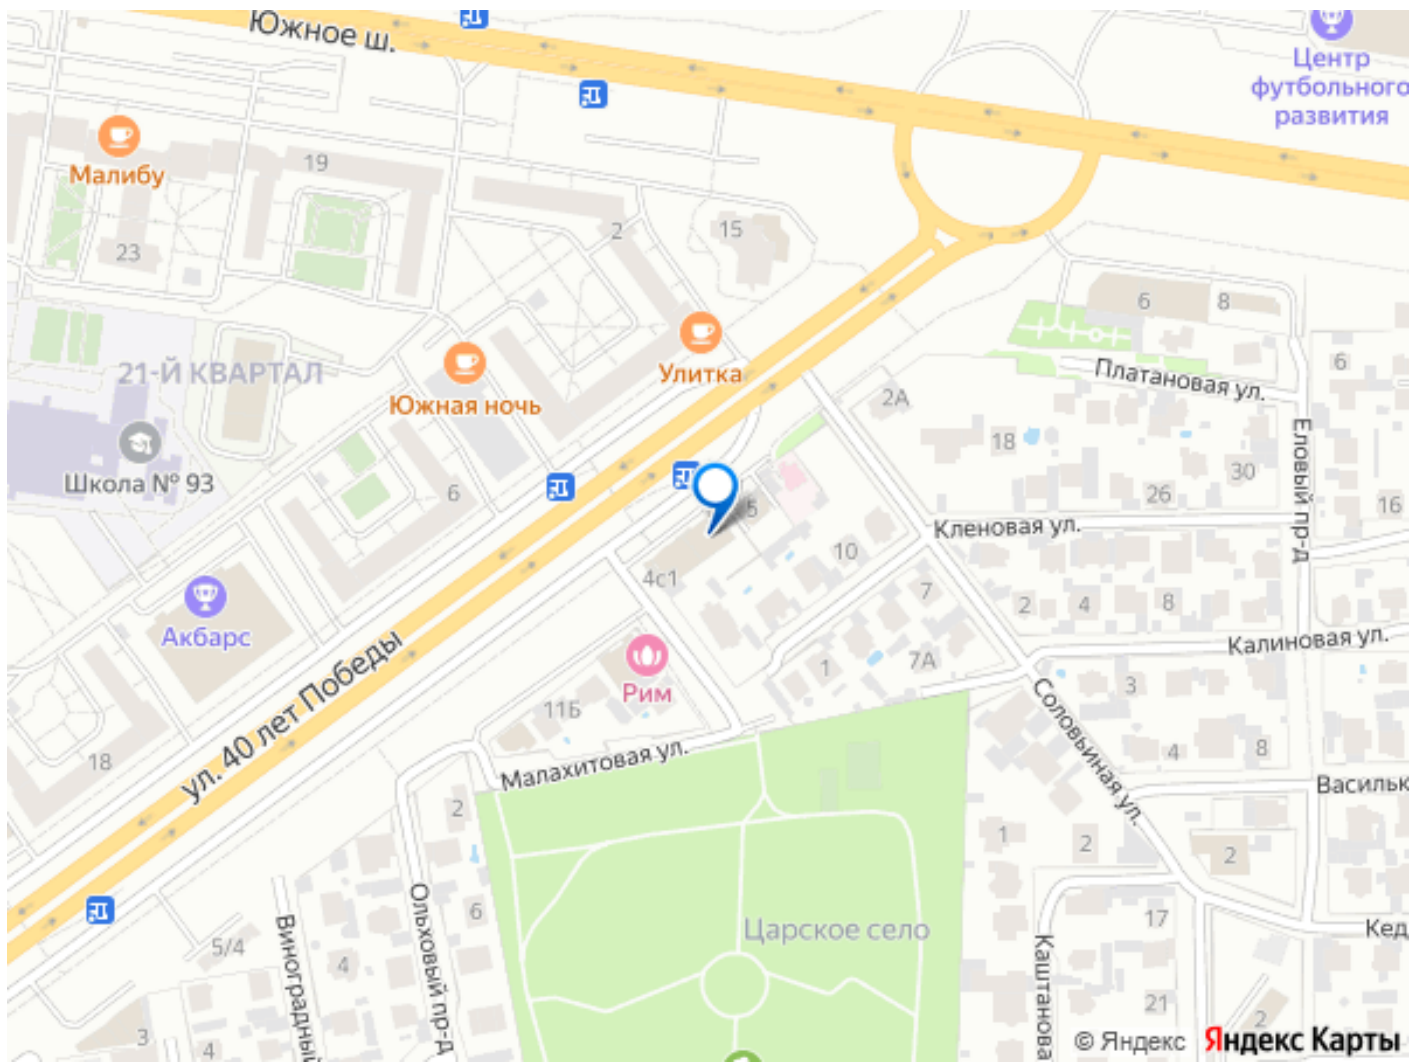 Южное ш.
Центр
футбольного
развития
Малибу
19
23
2
15
6
8
21-Й КВАРТАЛ
Улитка
Южная ночь
Платановая ул.
6
2А
18
Школа № 93
6
30
26
Еловый пр-д
16
5
Кленовая ул.
10
4с1
7
2
4
8
Акбарс
ул. 40 лет Победы
Калиновая ул.
7А
1
3
Рим
11Б
Соловьиная ул.
18
Малахитовая ул.
4
8
Васильк
2
1
2
2
Ольховый пр-д
6
17
Царское село
Кед
Виноградный
5/4
4
Каштанова
21
2
3
4
© Яндекс Яндекс Карты